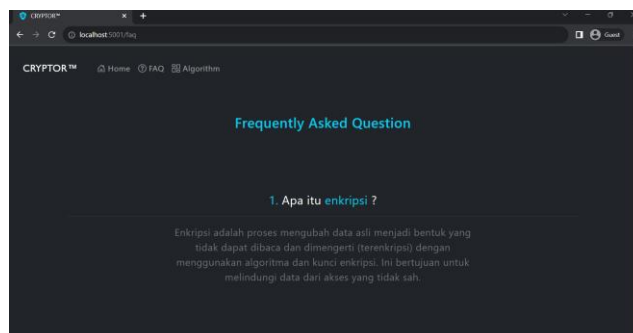 CRYPTOR™
localhost:5001/faq
Guest
CRYPTOR™ Home FAQ Algorithm
Frequently Asked Question
1. Apa itu enkripsi ?
Enkripsi adalah proses mengubah data asli menjadi bentuk yang
tidak dapat dibaca dan dimengerti (terenkripsi) dengan
menggunakan algoritma dan kunci enkripsi. Ini bertujuan untuk
melindungi data dari akses yang tidak sah.